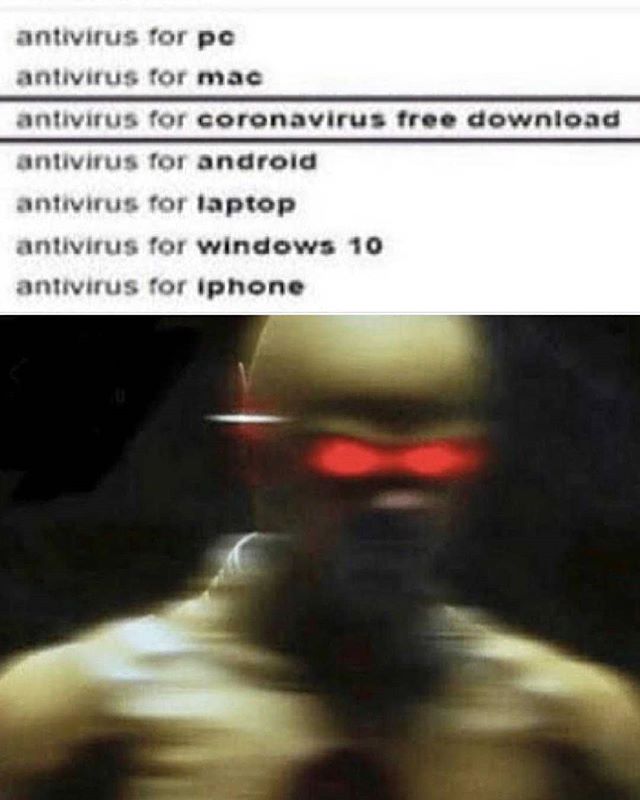 antivirus for pc
antivirus for mac
antivirus for coronavirus free download
antivirus for android
antivirus for laptop
antivirus for windows 10
antivirus for iphone